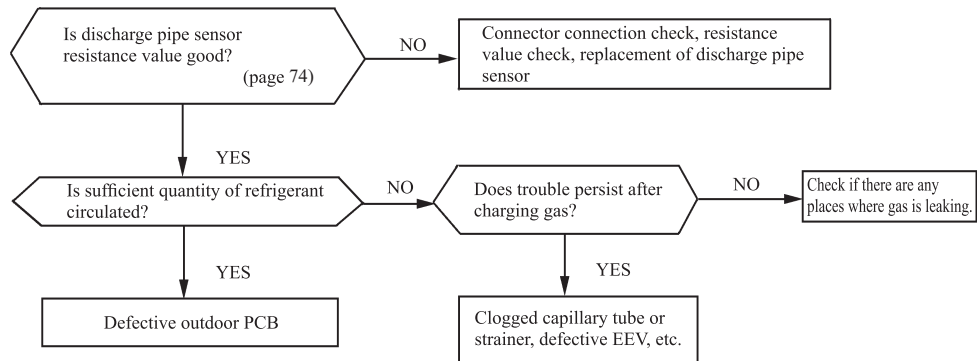 Is discharge pipe sensor
resistance value good?
(page 74)
NO
Connector connection check, resistance
value check, replacement of discharge pipe
sensor
YES
Is sufficient quantity of refrigerant
circulated?
NO
Does trouble persist after
charging gas?
NO
Check if there are any
places where gas is leaking.
YES
YES
Defective outdoor PCB
Clogged capillary tube or
strainer, defective EEV, etc.